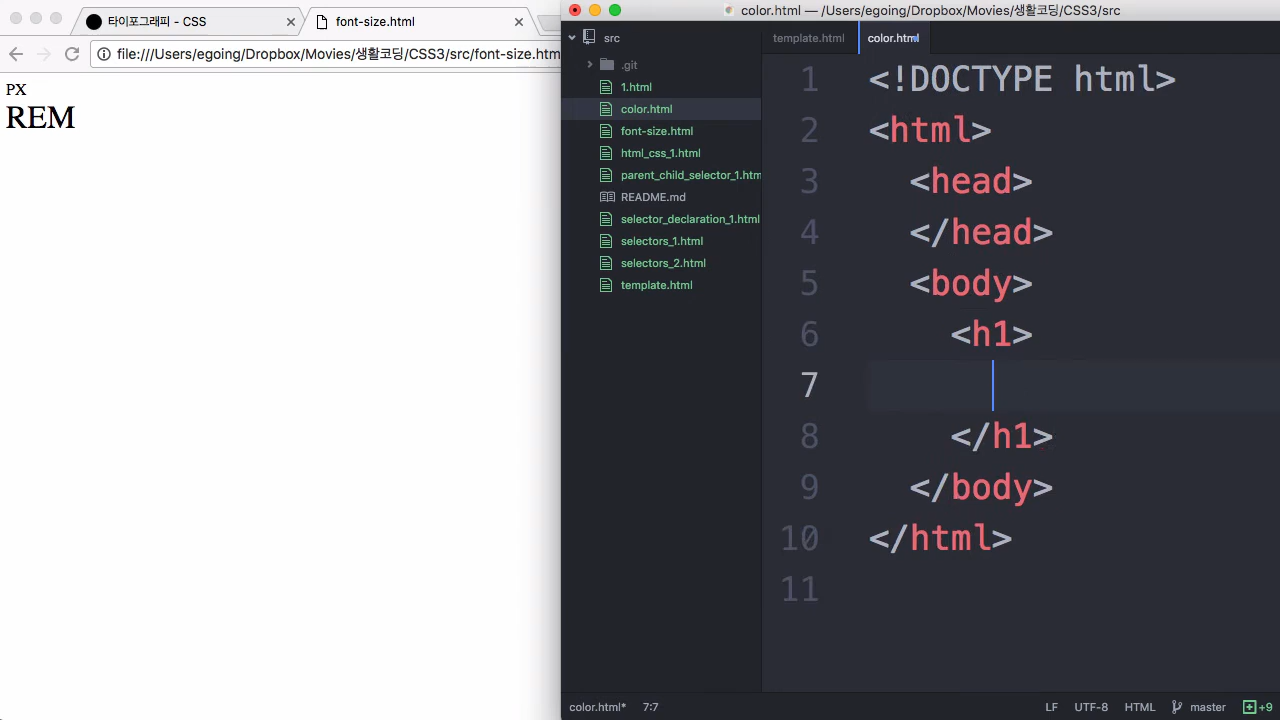 타이포그래피 - CSS
font-size.html
file:///Users/egoing/Dropbox/Movies/생활코딩/CSS3/src/font-size.htm
PX
REM
color.html — /Users/egoing/Dropbox/Movies/생활코딩/CSS3/src
src
.git
1.html
color.html
font-size.html
html_css_1.html
parent_child_selector_1.htm
README.md
selector_declaration_1.html
selectors_1.html
selectors_2.html
template.html
template.html
color.html
1 <!DOCTYPE html>
2 <html>
3 <head>
4 </head>
5 <body>
6 <h1>
7
8 </h1>
9 </body>
10 </html>
11
color.html* 7:7
LF UTF-8 HTML master +9